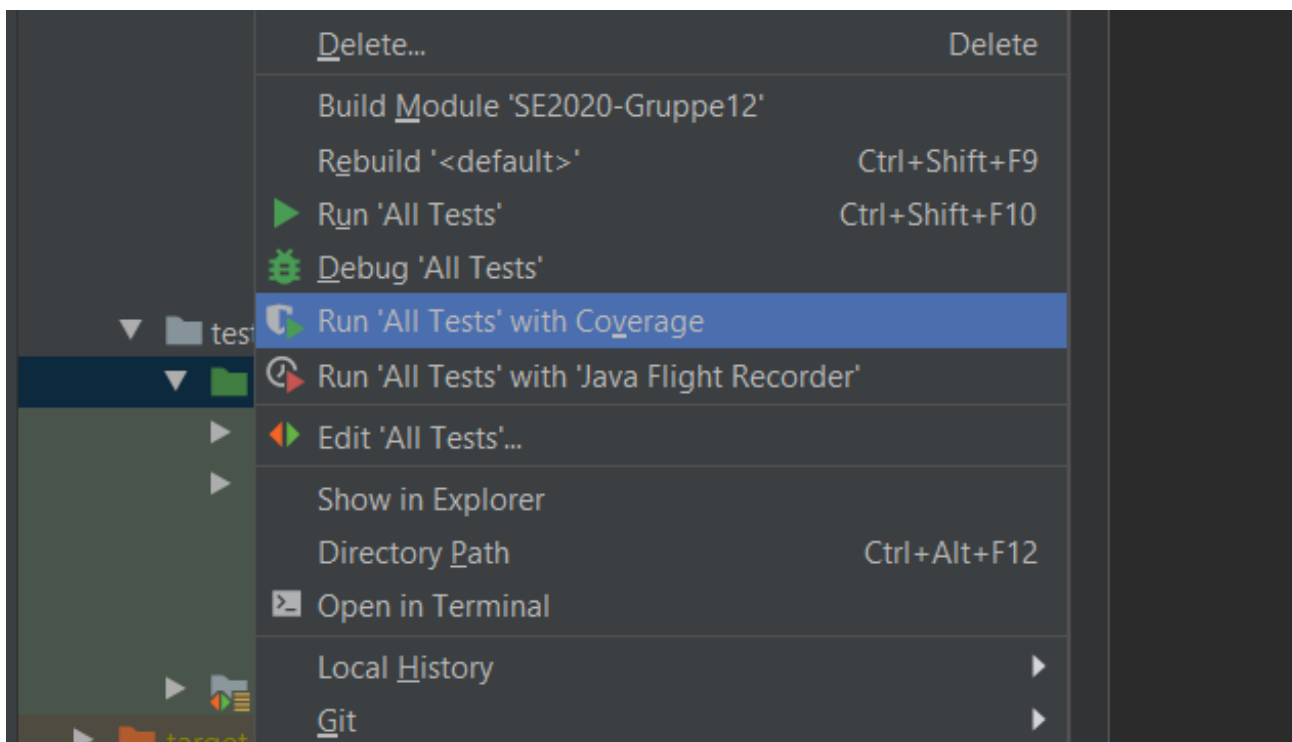 Delete... Delete
Build Module 'SE2020-Gruppe12'
Rebuild '<default>' Ctrl+Shift+F9
Run 'All Tests' Ctrl+Shift+F10
Debug 'All Tests'
test
Run 'All Tests' with Coverage
Run 'All Tests' with 'Java Flight Recorder'
Edit 'All Tests'...
Show in Explorer
Directory Path Ctrl+Alt+F12
Open in Terminal
Local History
Git
target